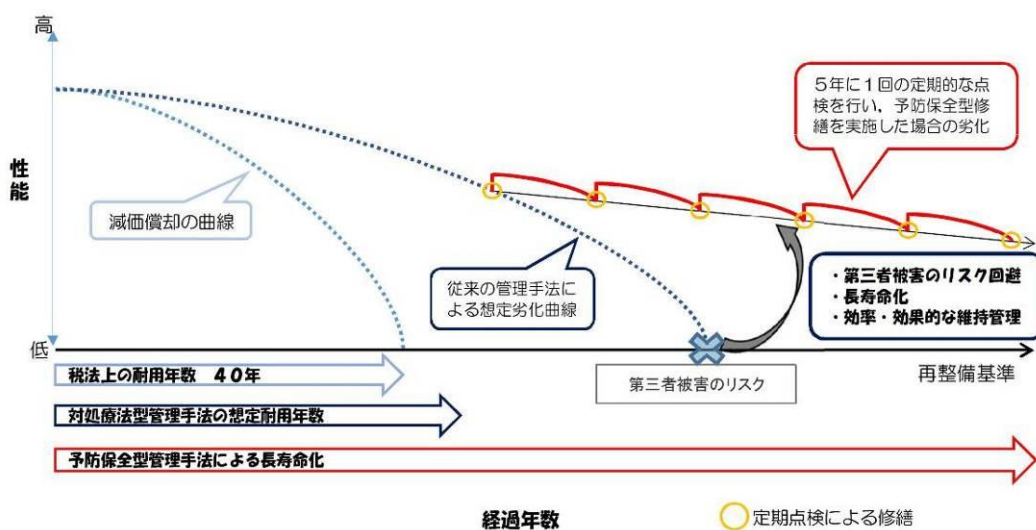 高
性能
低
減価償却の曲線
従来の管理手法に
よる想定劣化曲線
5年に1回の定期的な点
検を行い，予防保全型修
繕を実施した場合の劣化
・第三者被害のリスク回避
・長寿命化
・効率・効果的な維持管理
第三者被害のリスク
再整備基準
税法上の耐用年数　40年
対処療法型管理手法の想定耐用年数
予防保全型管理手法による長寿命化
経過年数
定期点検による修繕